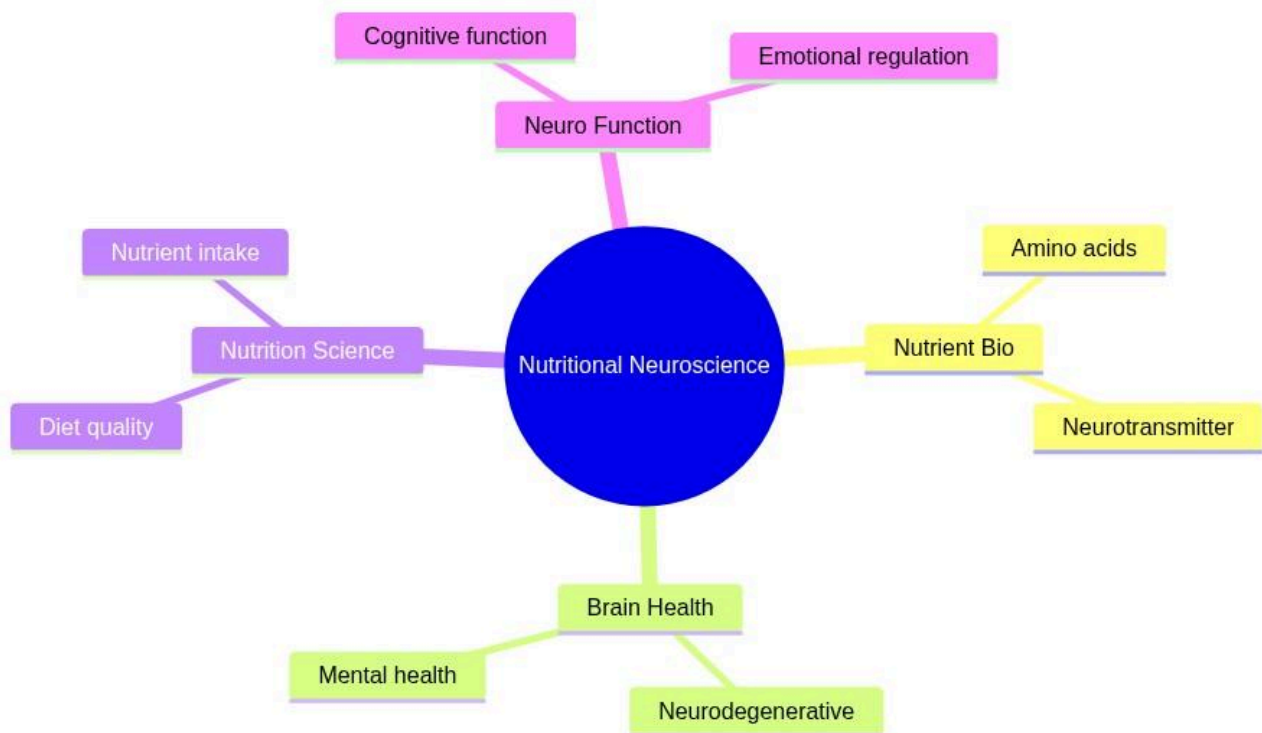 Cognitive function
Emotional regulation
Neuro Function
Nutrient intake
Amino acids
Nutrition Science
Nutritional Neuroscience
Nutrient Bio
Diet quality
Neurotransmitter
Brain Health
Mental health
Neurodegenerative